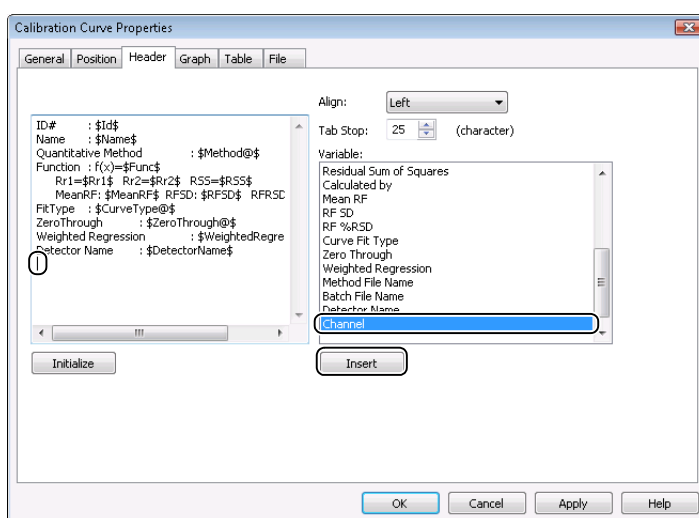 Calibration Curve Properties
General Position Header Graph Table File
Align: Left
Tab Stop: 25 (character)
Variable:
ID# : $Id$
Name : $Name$
Quantitative Method : $Method@$
Function : f(x)=$Func$
Rr1=$Rr1$ Rr2=$Rr2$ RSS=$RSS$
MeanRF: $MeanRF$ RFSD: $RFSD$ RFRSD
FitType : $CurveType@$
ZeroThrough : $ZeroThrough@$
Weighted Regression : $WeightedRegre
Detector Name : $DetectorName$
Residual Sum of Squares
Calculated by
Mean RF
RF SD
RF %RSD
Curve Fit Type
Zero Through
Weighted Regression
Method File Name
Batch File Name
Detector Name
Channel
Initialize
Insert
OK Cancel Apply Help